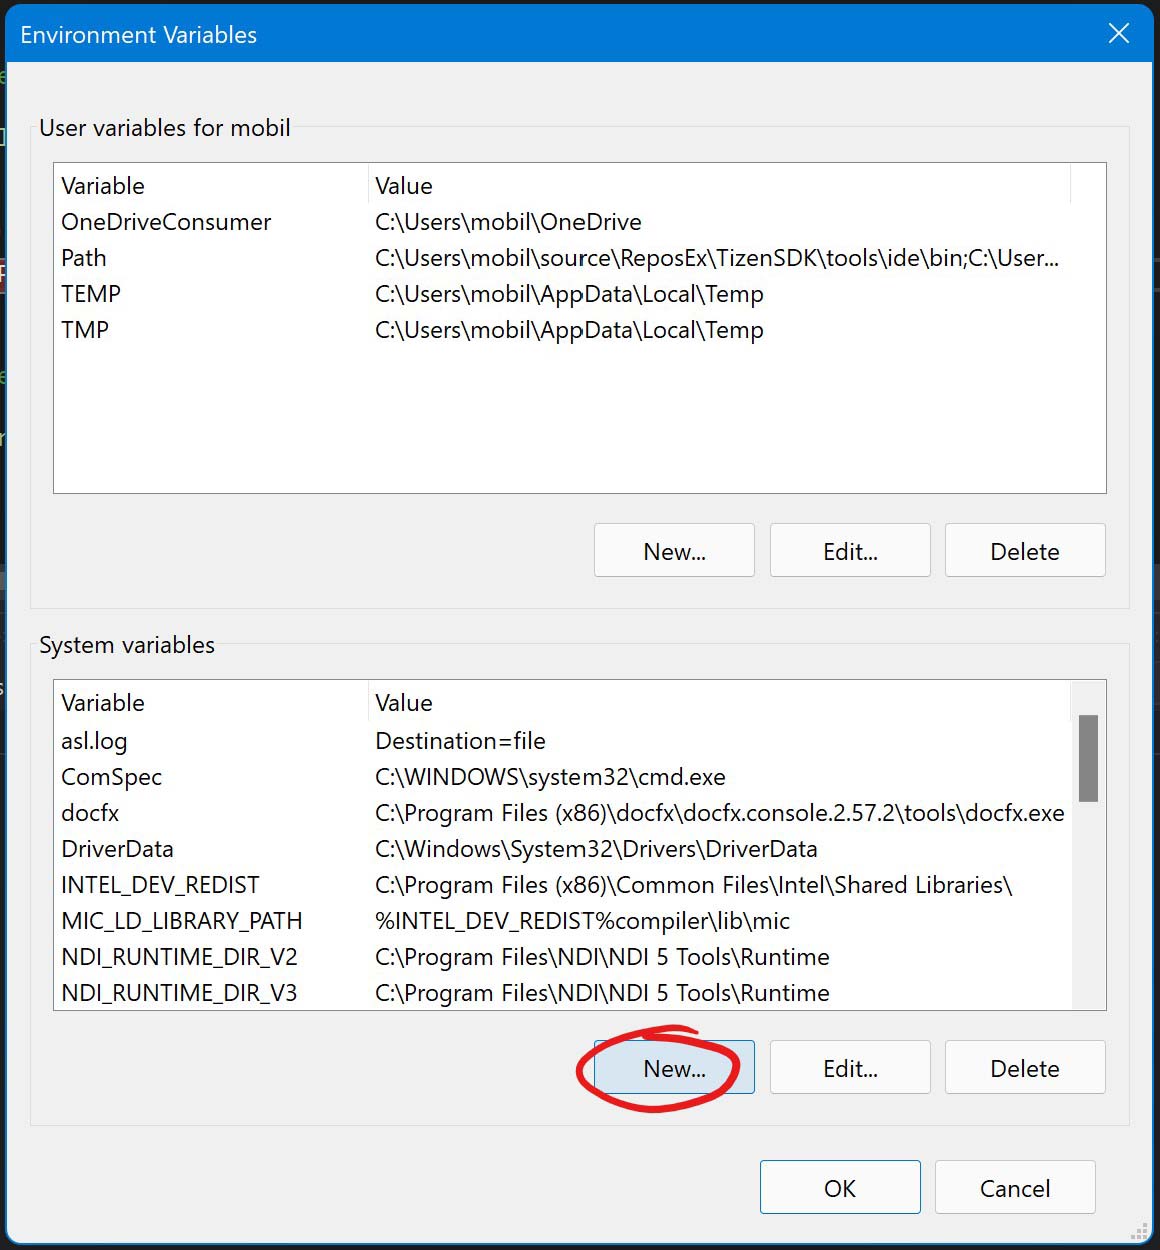 Environment Variables
User variables for mobil
Variable Value
OneDriveConsumer C:\Users\mobil\OneDrive
Path C:\Users\mobil\source\ReposEx\TizenSDK\tools\ide\bin;C:\User...
TEMP C:\Users\mobil\AppData\Local\Temp
TMP C:\Users\mobil\AppData\Local\Temp
New... Edit... Delete
System variables
Variable Value
asl.log Destination=file
ComSpec C:\WINDOWS\system32\cmd.exe
docfx C:\Program Files (x86)\docfx\docfx.console.2.57.2\tools\docfx.exe
DriverData C:\Windows\System32\Drivers\DriverData
INTEL_DEV_REDIST C:\Program Files (x86)\Common Files\Intel\Shared Libraries\
MIC_LD_LIBRARY_PATH %INTEL_DEV_REDIST%compiler\lib\mic
NDI_RUNTIME_DIR_V2 C:\Program Files\NDI\NDI 5 Tools\Runtime
NDI_RUNTIME_DIR_V3 C:\Program Files\NDI\NDI 5 Tools\Runtime
New... Edit... Delete
OK Cancel